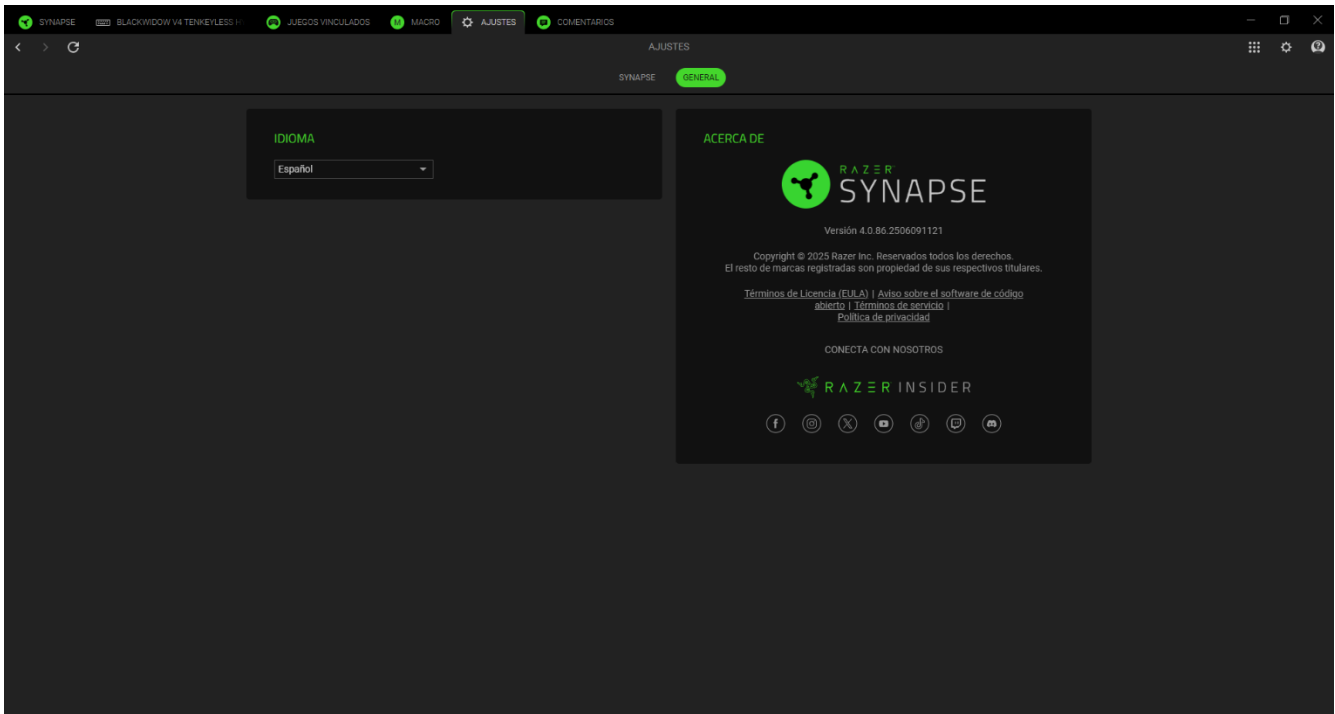 SYNAPSE
BLACKWIDOW V4 TENKEYLESS H
JUEGOS VINCULADOS
M
MACRO
AJUSTES
COMENTARIOS
AJUSTES
SYNAPSE
GENERAL
IDIOMA
Español
ACERCA DE
RAZER
SYNAPSE
Versión 4.0.86.2506091121
Copyright © 2025 Razer Inc. Reservados todos los derechos.
El resto de marcas registradas son propiedad de sus respectivos titulares.
Términos de Licencia (EULA) | Aviso sobre el software de código
abierto | Términos de servicio |
Política de privacidad
CONECTA CON NOSOTROS
RAZER INSIDER